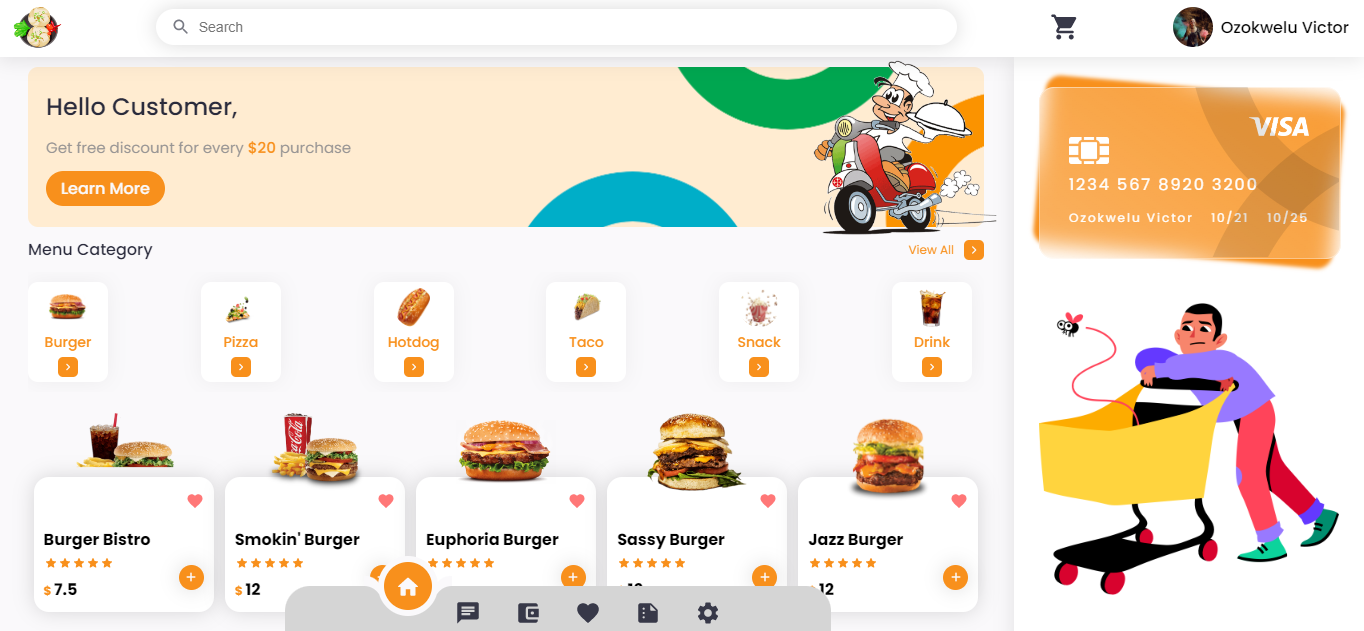 Search
Ozokwelu Victor
Hello Customer,
Get free discount for every $20 purchase
Learn More
VISA
1234 567 8920 3200
Ozokwelu Victor 10/21 10/25
Menu Category
View All
Burger
Pizza
Hotdog
Taco
Snack
Drink
Coca-Cola
Burger Bistro
$ 7.5
Smokin' Burger
$ 12
Euphoria Burger
Sassy Burger
Jazz Burger
12